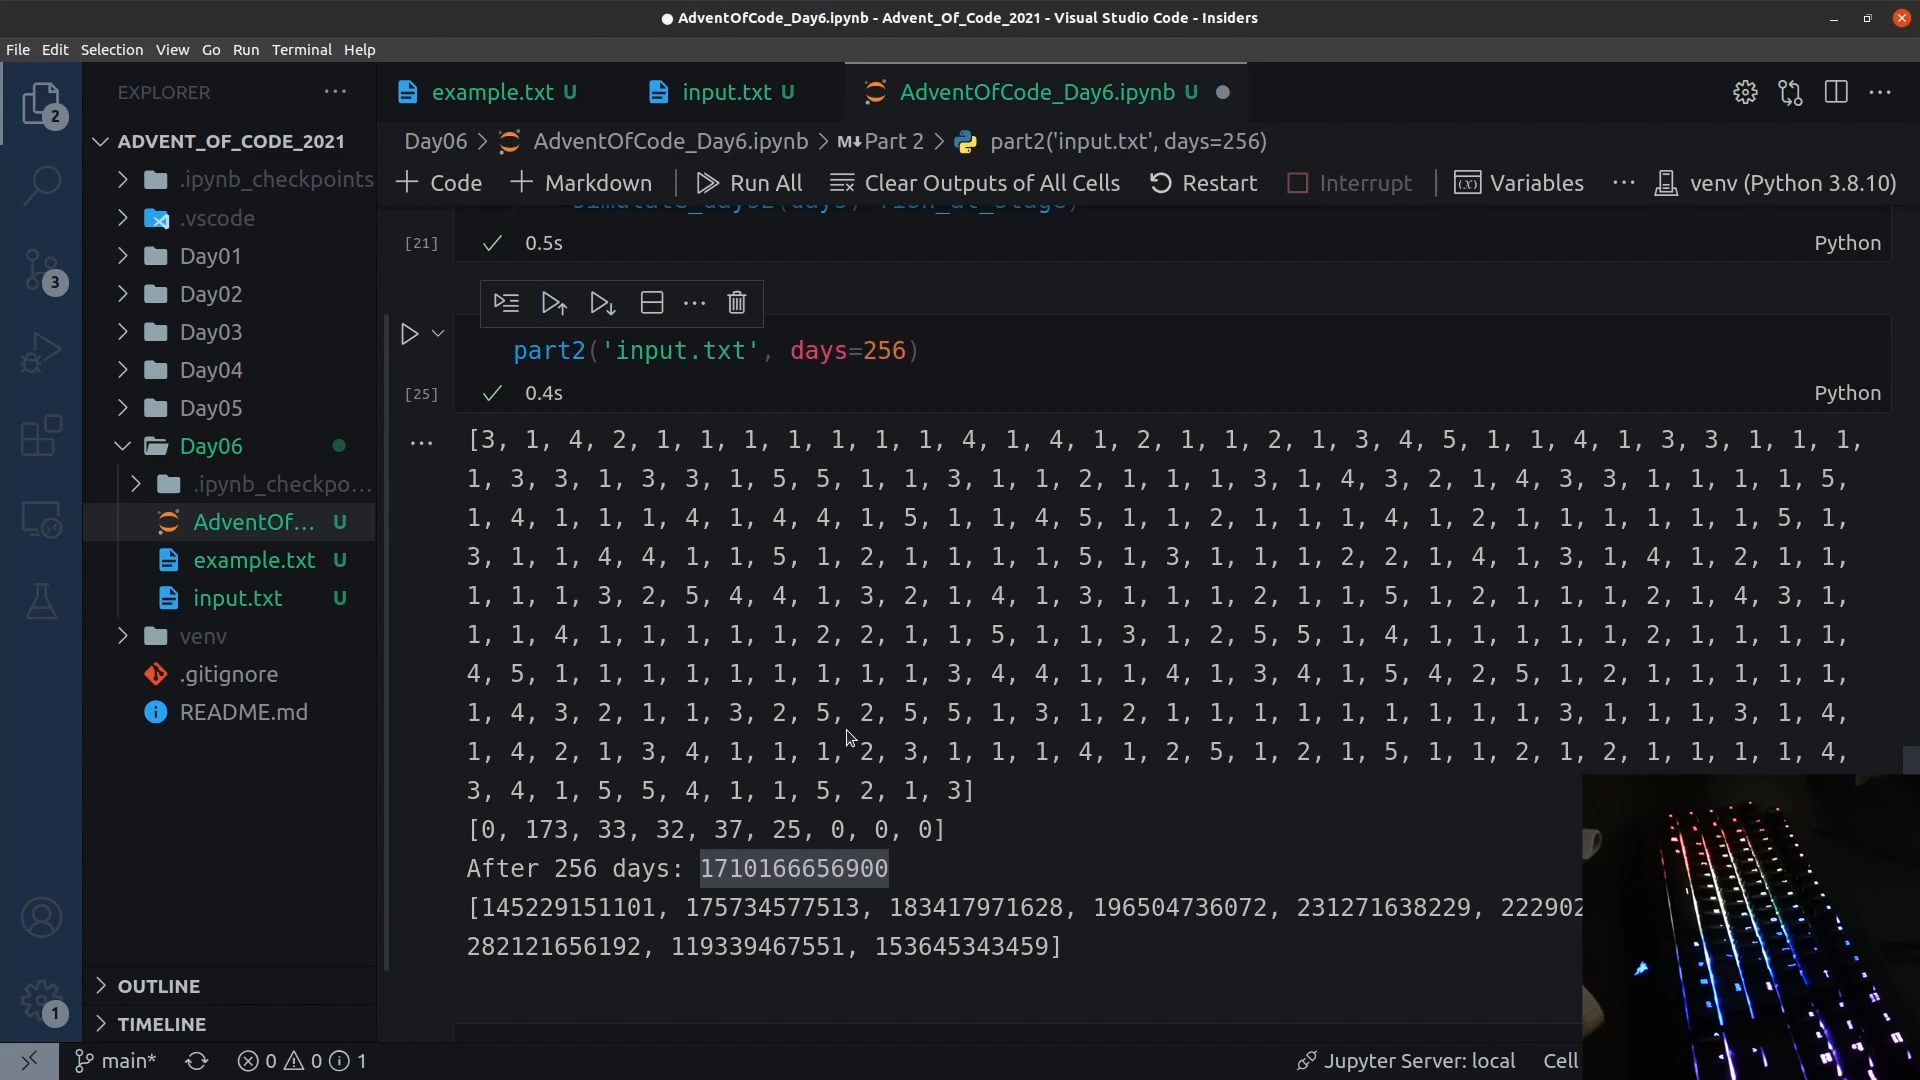 AdventOfCode_Day6.ipynb - Advent_Of_Code_2021 - Visual Studio Code - Insiders
File Edit Selection View Go Run Terminal Help
EXPLORER
ADVENT_OF_CODE_2021
.ipynb_checkpoints
.vscode
Day01
Day02
Day03
Day04
Day05
Day06
.ipynb_checkpo...
AdventOf... U
example.txt U
input.txt U
venv
.gitignore
README.md
OUTLINE
TIMELINE
2
3
1
example.txt U input.txt U AdventOfCode_Day6.ipynb U
Day06 > AdventOfCode_Day6.ipynb > M↓Part 2 > part2('input.txt', days=256)
+ Code + Markdown Run All Clear Outputs of All Cells Restart Interrupt (x) Variables ... venv (Python 3.8.10)
[21] 0.5s Python
part2('input.txt', days=256)
[25] 0.4s Python
[3, 1, 4, 2, 1, 1, 1, 1, 1, 1, 1, 4, 1, 4, 1, 2, 1, 1, 2, 1, 3, 4, 5, 1, 1, 4, 1, 3, 3, 1, 1, 1,
1, 3, 3, 1, 3, 3, 1, 5, 5, 1, 1, 3, 1, 1, 2, 1, 1, 1, 3, 1, 4, 3, 2, 1, 4, 3, 3, 1, 1, 1, 1, 5,
1, 4, 1, 1, 1, 4, 1, 4, 4, 1, 5, 1, 1, 4, 5, 1, 1, 2, 1, 1, 1, 4, 1, 2, 1, 1, 1, 1, 1, 1, 5, 1,
3, 1, 1, 4, 4, 1, 1, 5, 1, 2, 1, 1, 1, 1, 5, 1, 3, 1, 1, 1, 2, 2, 1, 4, 1, 3, 1, 4, 1, 2, 1, 1,
1, 1, 1, 3, 2, 5, 4, 4, 1, 3, 2, 1, 4, 1, 3, 1, 1, 1, 2, 1, 1, 5, 1, 2, 1, 1, 1, 2, 1, 4, 3, 1,
1, 1, 4, 1, 1, 1, 1, 1, 2, 2, 1, 1, 5, 1, 1, 3, 1, 2, 5, 5, 1, 4, 1, 1, 1, 1, 1, 2, 1, 1, 1, 1,
4, 5, 1, 1, 1, 1, 1, 1, 1, 1, 1, 3, 4, 4, 1, 1, 4, 1, 3, 4, 1, 5, 4, 2, 5, 1, 2, 1, 1, 1, 1, 1,
1, 4, 3, 2, 1, 1, 3, 2, 5, 2, 5, 5, 1, 3, 1, 2, 1, 1, 1, 1, 1, 1, 1, 1, 1, 3, 1, 1, 1, 3, 1, 4,
1, 4, 2, 1, 3, 4, 1, 1, 1, 2, 3, 1, 1, 1, 4, 1, 2, 5, 1, 2, 1, 5, 1, 1, 2, 1, 2, 1, 1, 1, 1, 4,
3, 4, 1, 5, 5, 4, 1, 1, 5, 2, 1, 3]
[0, 173, 33, 32, 37, 25, 0, 0, 0]
After 256 days: 1710166656900
[145229151101, 175734577513, 183417971628, 196504736072, 231271638229, 222902
282121656192, 119339467551, 153645343459]
main* 0 0 1 Jupyter Server: local Cell